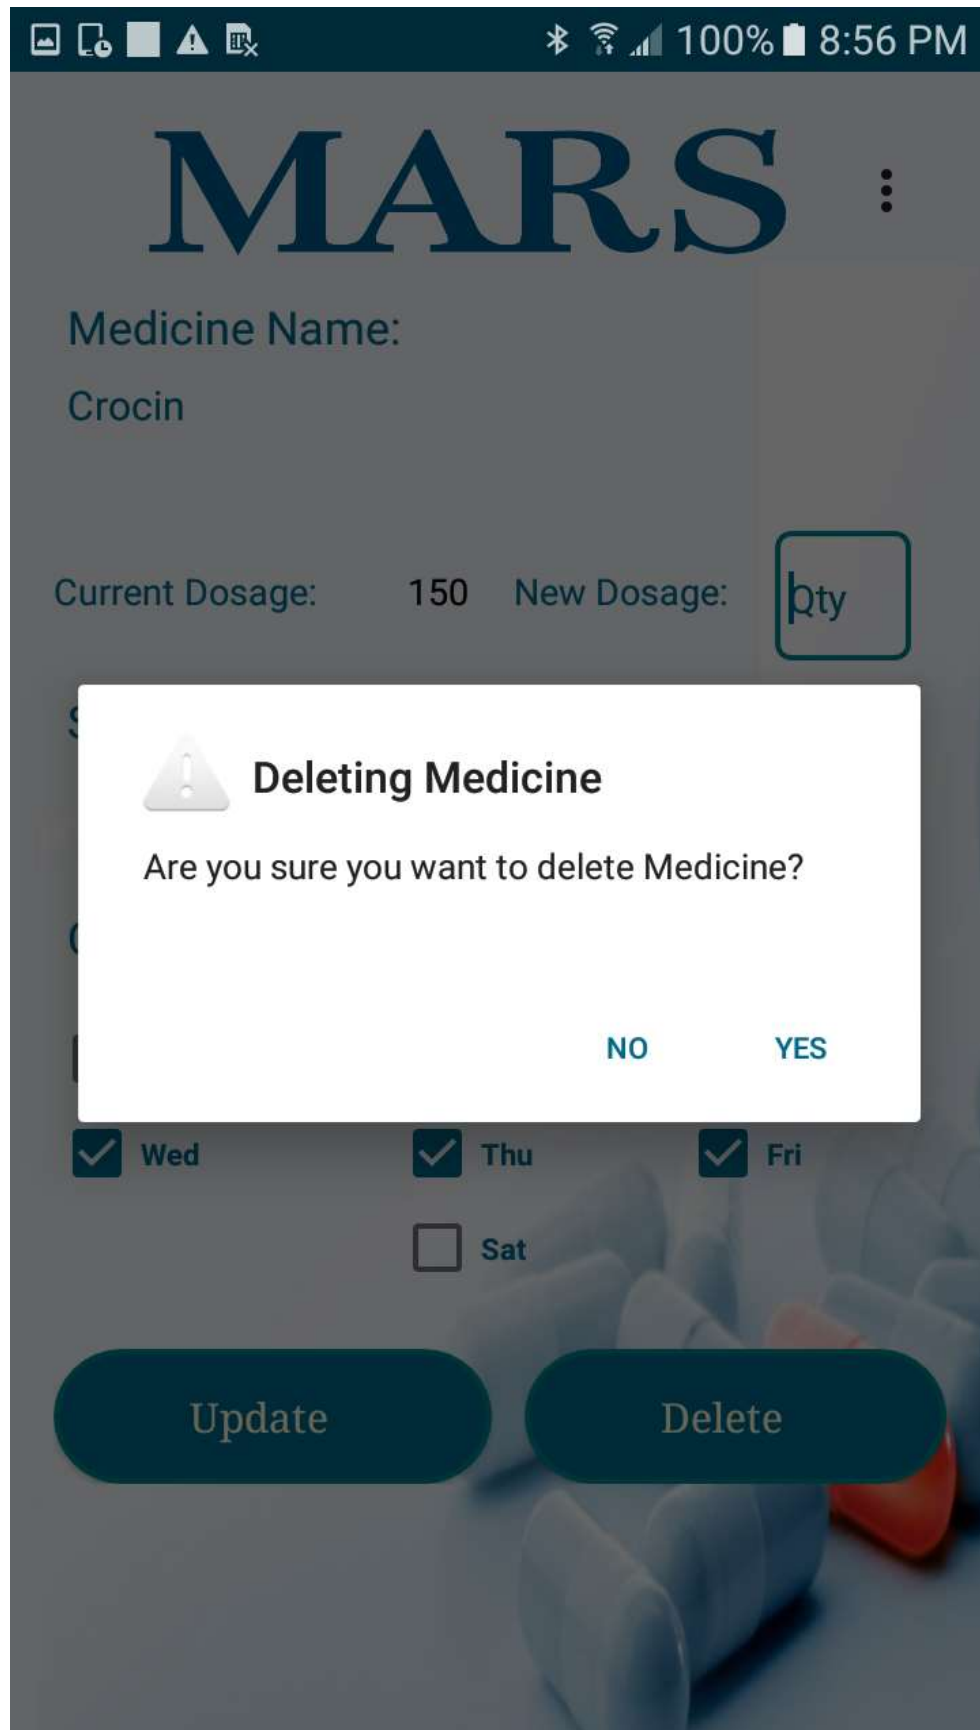 100% 8:56 PM
MARS
Medicine Name:
Crocin
Current Dosage: 150 New Dosage: Qty
Deleting Medicine
Are you sure you want to delete Medicine?
NO YES
Wed Thu Fri
Sat
Update Delete